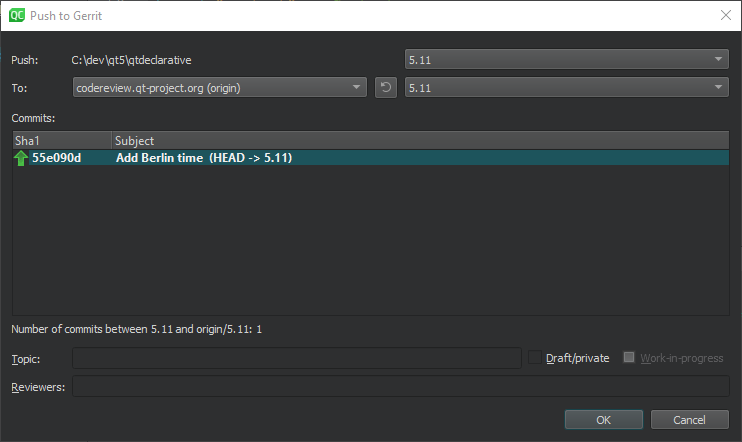 QC Push to Gerrit
Push: C:\dev\qt5\qtdeclarative 5.11
To: codereview.qt-project.org (origin) 5.11
Commits:
Sha1 Subject
55e090d Add Berlin time (HEAD -> 5.11)
Number of commits between 5.11 and origin/5.11: 1
Topic: Draft/private Work-in-progress
Reviewers:
OK Cancel